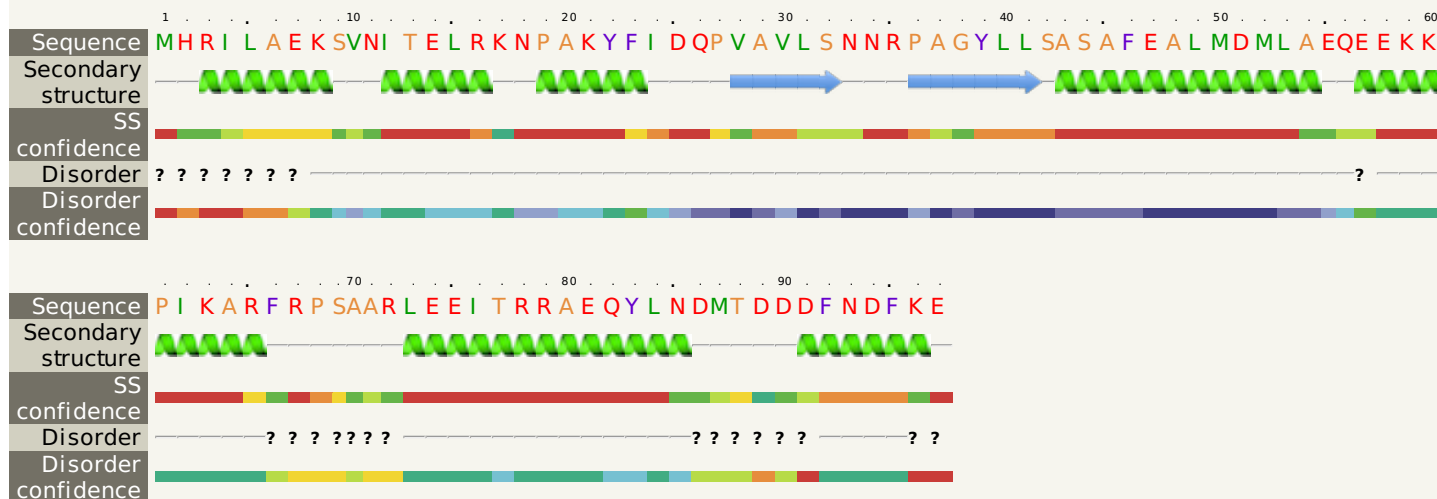 1 10 20 30 40 50 60
Sequence MHRILAEKSVNITELRKNPAKYFIDQPVAVLSNNRPAGYLLSASAFEALMDMLAEQEEKK
Secondary
structure
SS
confidence
Disorder ? ? ? ? ? ? ? ?
Disorder
confidence
70 80 90
Sequence PIKARFRPSAARLEEITRRAEQYLNDMTDDDFNDFKE
Secondary
structure
SS
confidence
Disorder ? ? ? ? ? ? ? ? ? ? ? ? ? ? ?
Disorder
confidence